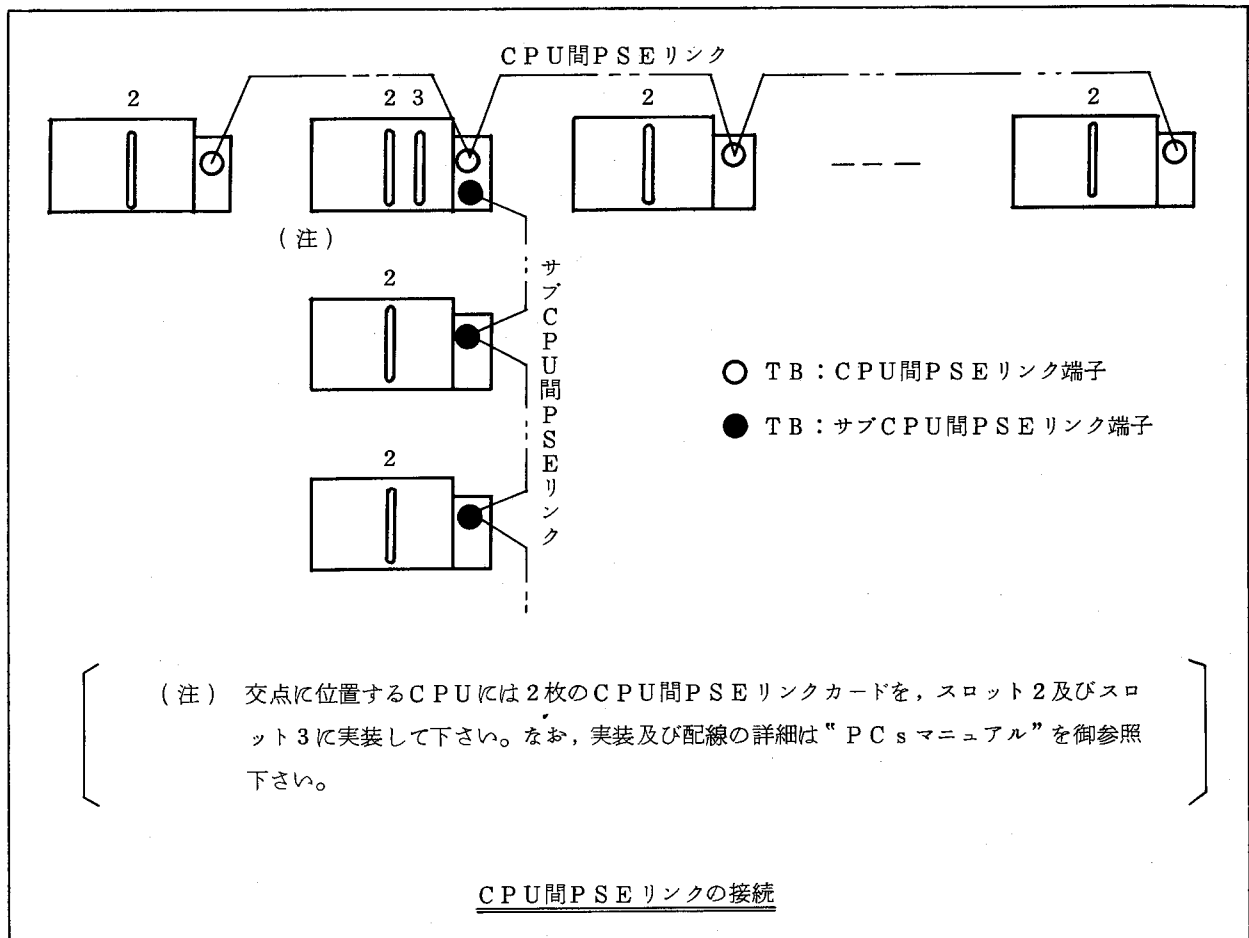 CPU間PSEリンク
2
2 3
2
2
(注)
2
サブCPU間PSEリンク
○ TB:CPU間PSEリンク端子
● TB:サブCPU間PSEリンク端子
2
(注) 交点に位置するCPUには2枚のCPU間PSEリンクカードを,スロット2及びスロ
ット3に実装して下さい。なお,実装及び配線の詳細は“PCsマニュアル”を御参照
下さい。
CPU間PSEリンクの接続